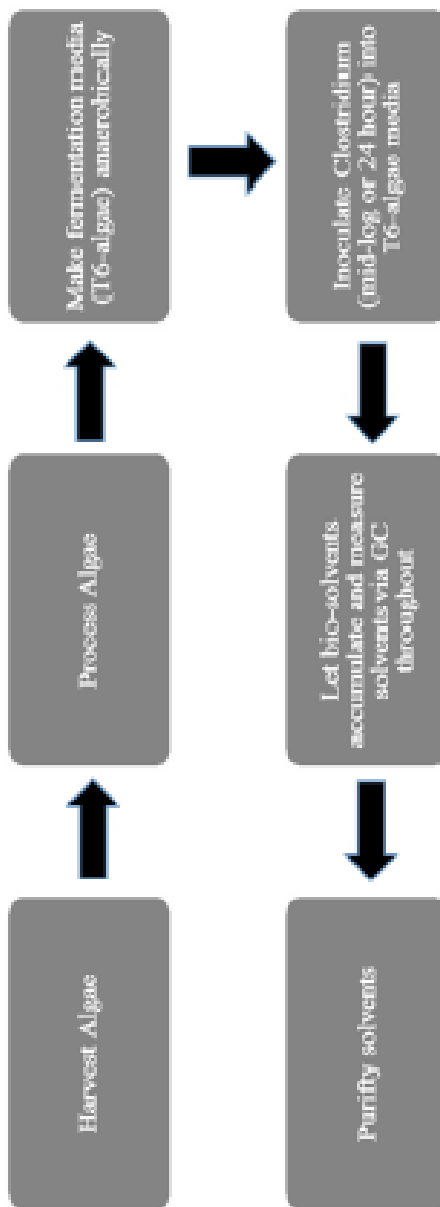 Harvest Algae
Process Algae
Make fermentation media
(T6-algae) anaerobically
Inoculate Clostridium
(mid-log or 24 hour) into
T6-algae media
Let bio-solvents
accumulate and measure
solvents via GC
throughout
Purifty solvents